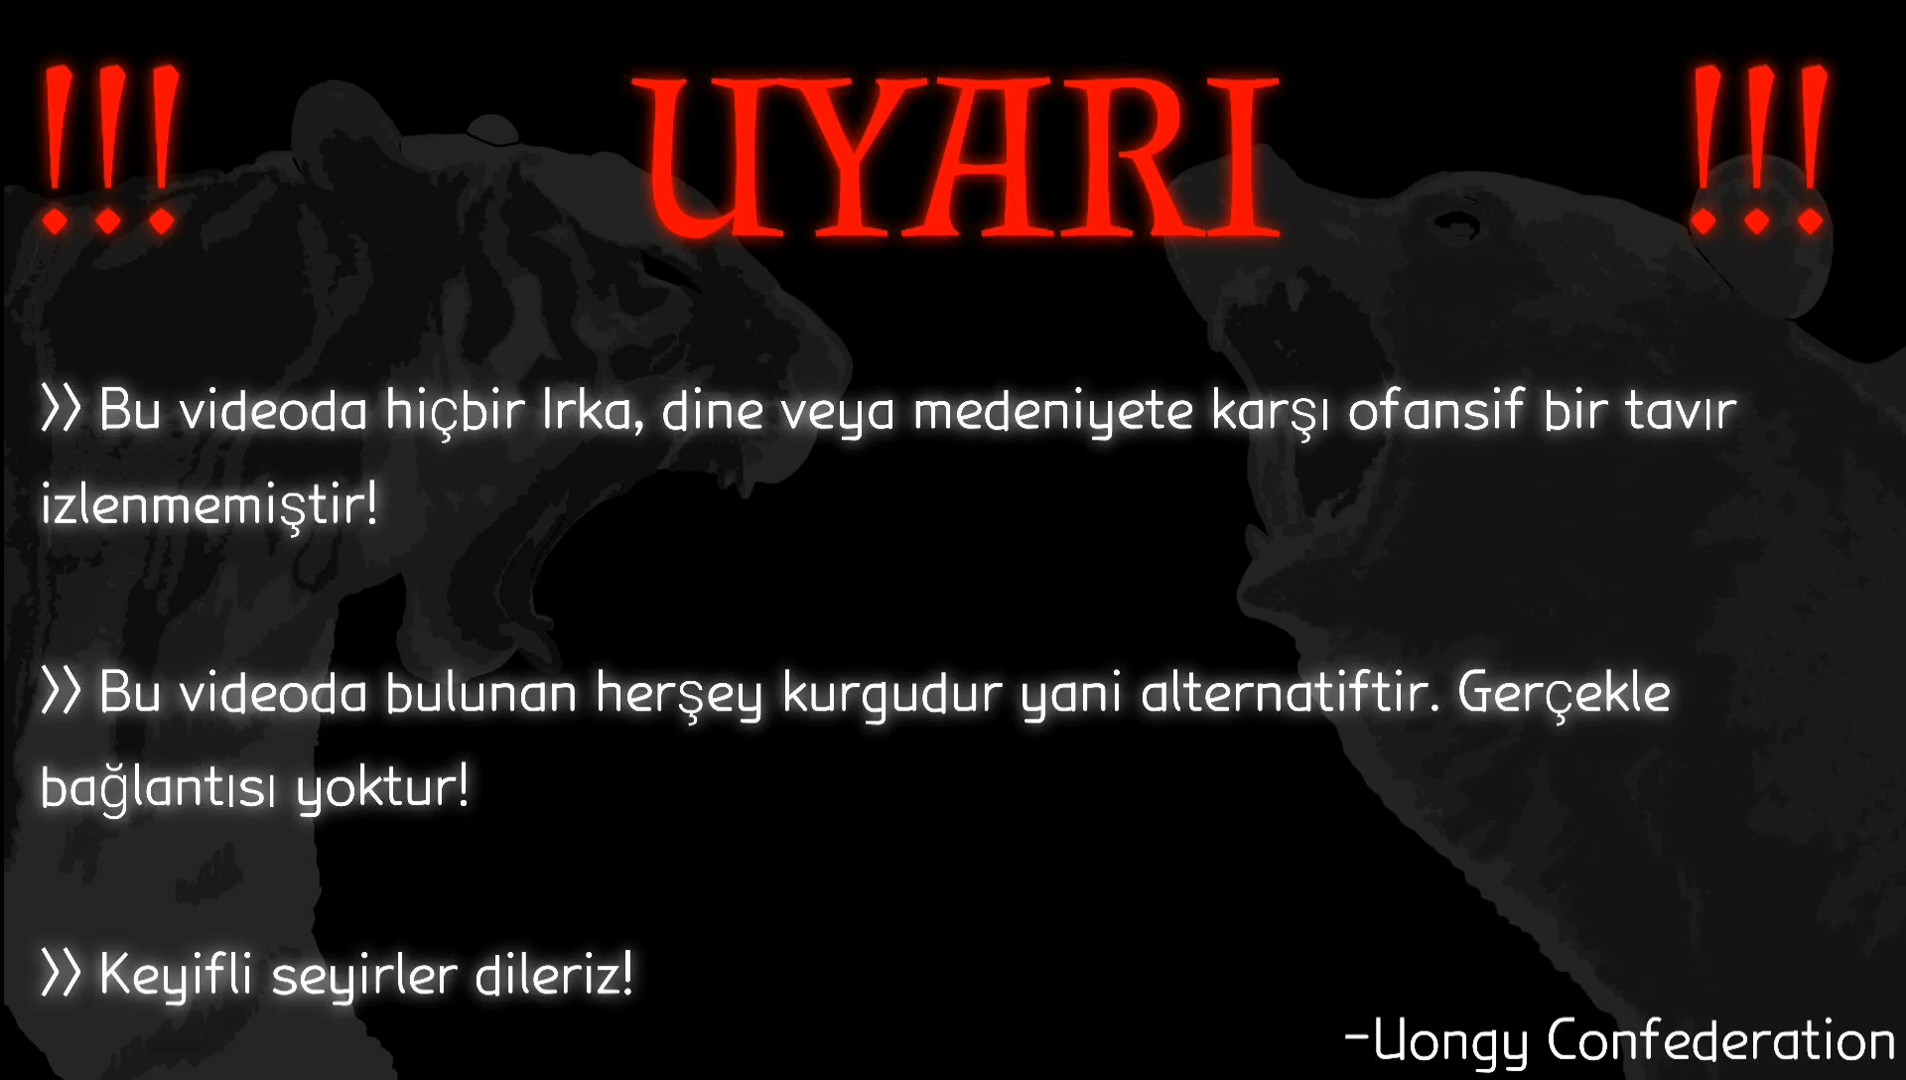 !!! UYARI !!!
>> Bu videoda hiçbir Irka, dine veya medeniyete karşı ofansif bir tavır
izlenmemiştir!
>> Bu videoda bulunan herşey kurgudur yani alternatiftir. Gerçekle
bağlantısı yoktur!
>> Keyifli seyirler dileriz!
-Uongy Confederation